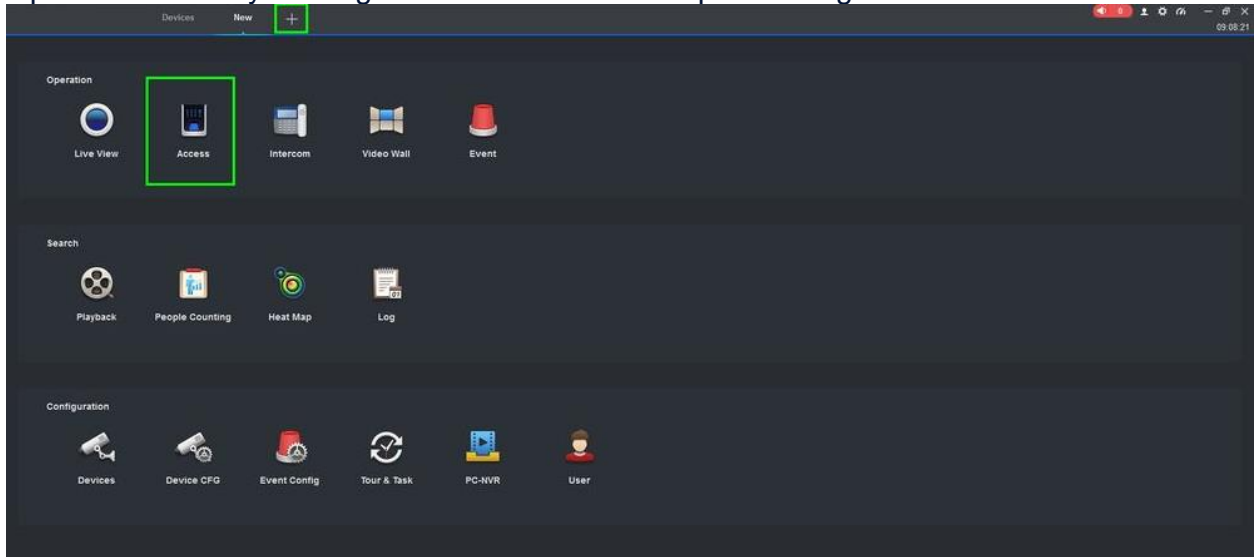 Devices New +
0
09:08:21
Operation
Live View Access Intercom Video Wall Event
Search
Playback People Counting Heat Map Log
Configuration
Devices Device CFG Event Config Tour & Task PC-NVR User